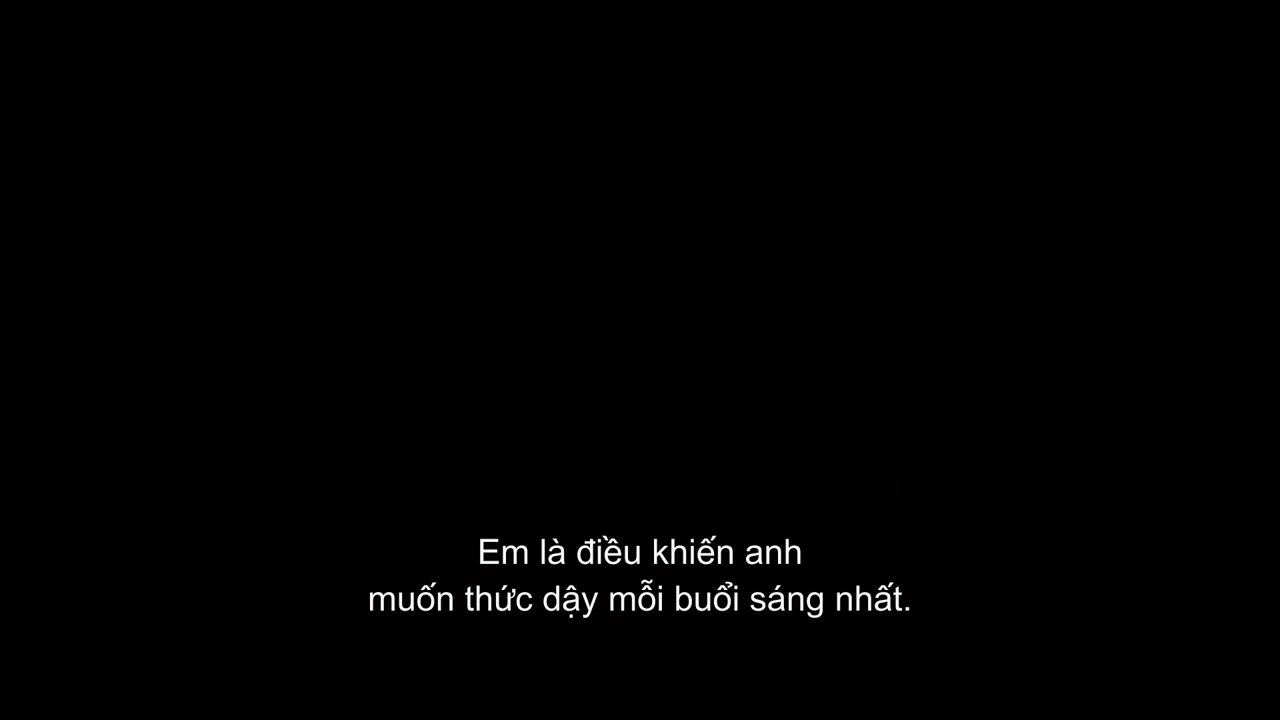 Em là điều khiến anh
muốn thức dậy mỗi buổi sáng nhất.